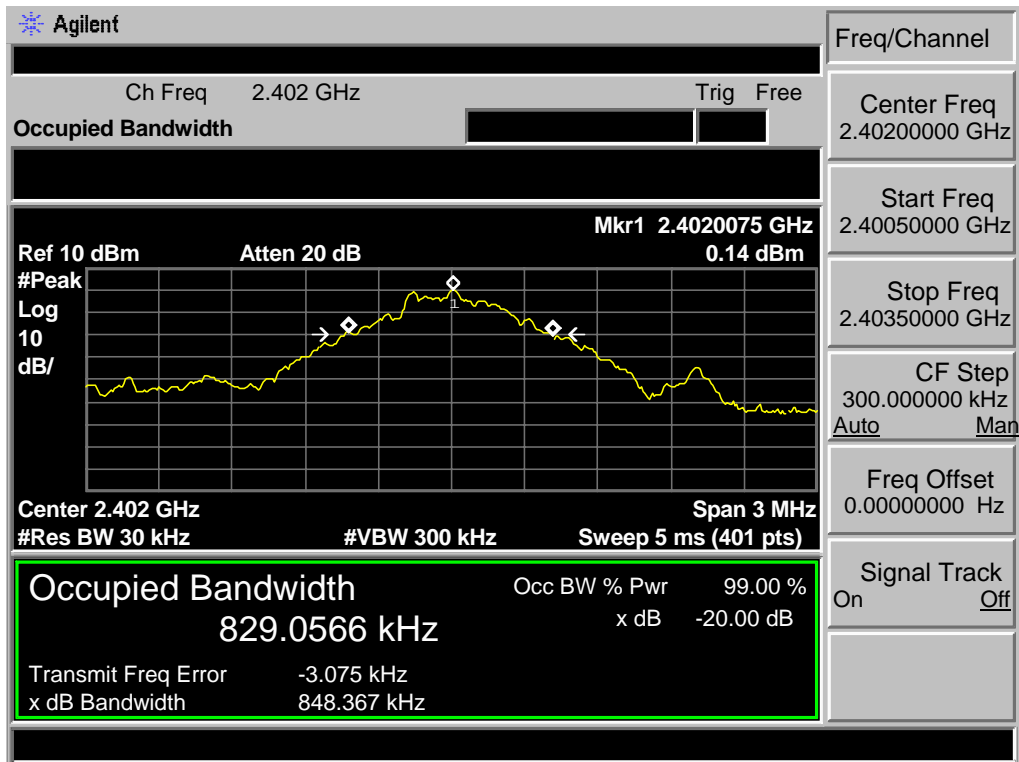 Agilent
Freq/Channel
Ch Freq 2.402 GHz Trig Free
Occupied Bandwidth
Center Freq
2.40200000 GHz
Start Freq
2.40050000 GHz
Stop Freq
2.40350000 GHz
CF Step
300.000000 kHz
Auto Man
Freq Offset
0.00000000 Hz
Signal Track
On Off
Mkr1 2.4020075 GHz
Ref 10 dBm Atten 20 dB 0.14 dBm
#Peak
Log
10
dB/
1
Center 2.402 GHz Span 3 MHz
#Res BW 30 kHz #VBW 300 kHz Sweep 5 ms (401 pts)
Occupied Bandwidth Occ BW % Pwr 99.00 %
829.0566 kHz x dB -20.00 dB
Transmit Freq Error -3.075 kHz
x dB Bandwidth 848.367 kHz